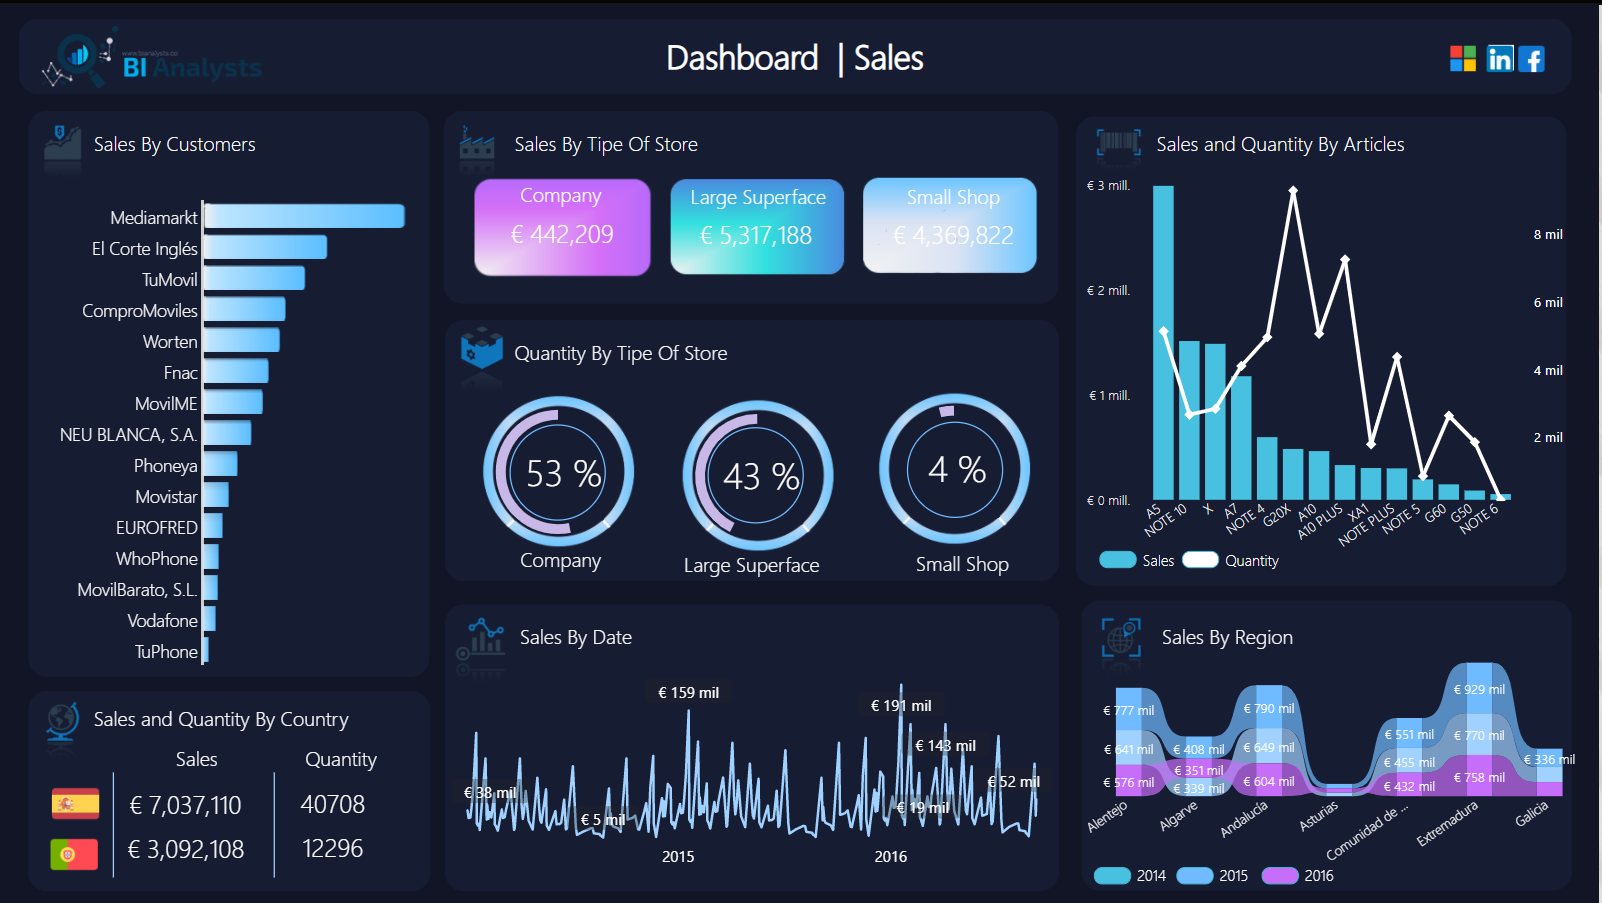 www.bianalysts.co
BI Analysts
Dashboard | Sales
Sales By Customers
Mediamarkt
El Corte Inglés
TuMovil
ComproMoviles
Worten
Fnac
MovilME
NEU BLANCA, S.A.
Phoneya
Movistar
EUROFRED
WhoPhone
MovilBarato, S.L.
Vodafone
TuPhone
Sales and Quantity By Country
Sales Quantity
€ 7,037,110 40708
€ 3,092,108 12296
Sales By Tipe Of Store
Company
€ 442,209
Large Superface
€ 5,317,188
Small Shop
€ 4,369,822
Quantity By Tipe Of Store
53 %
Company
43 %
Large Superface
4 %
Small Shop
Sales By Date
€ 159 mil
€ 191 mil
€ 143 mil
€ 52 mil
€ 38 mil
€ 19 mil
€ 5 mil
2015 2016
Sales and Quantity By Articles
€ 3 mill.
€ 2 mill.
€ 1 mill.
€ 0 mill.
8 mil
6 mil
4 mil
2 mil
A5
NOTE 10
X
A7
NOTE 4
G20X
A10
A10 PLUS
XA1
NOTE PLUS
NOTE 5
G60
G50
NOTE 6
Sales Quantity
Sales By Region
€ 777 mil
€ 641 mil
€ 576 mil
€ 408 mil
€ 351 mil
€ 339 mil
€ 790 mil
€ 649 mil
€ 604 mil
€ 551 mil
€ 455 mil
€ 432 mil
€ 929 mil
€ 770 mil
€ 758 mil
€ 336 mil
Alentejo
Algarve
Andalucía
Asturias
Comunidad de ...
Extremadura
Galicia
2014 2015 2016